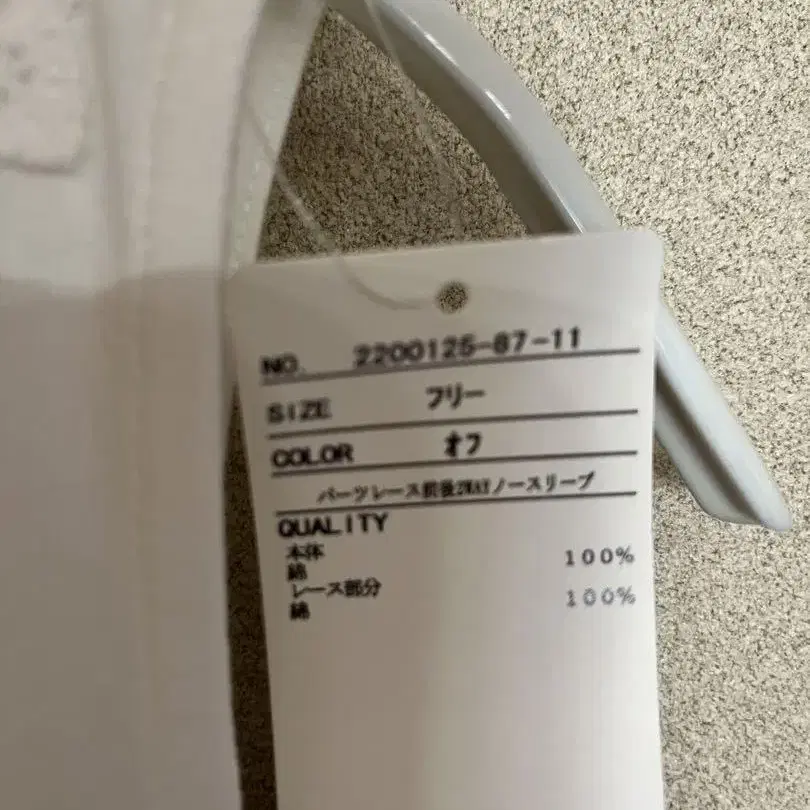 NO. 2200125-87-11
SIZE フリー
COLOR オフ
パーツレース前後2WAYノースリーブ
QUALITY
本体
綿 100%
レース部分
綿 100%